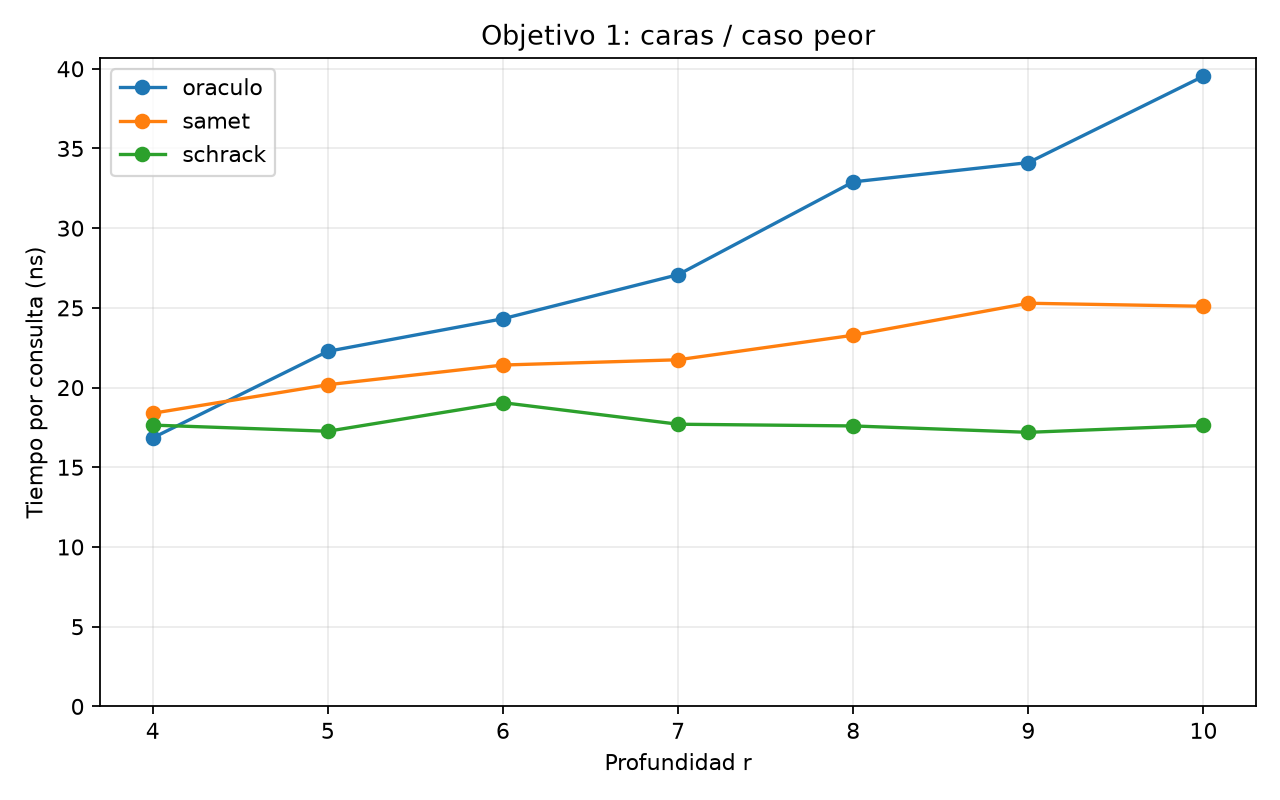 Objetivo 1: caras / caso peor
oraculo
samet
schrack
Tiempo por consulta (ns)
40
35
30
25
20
15
10
5
0
4 5 6 7 8 9 10
Profundidad r